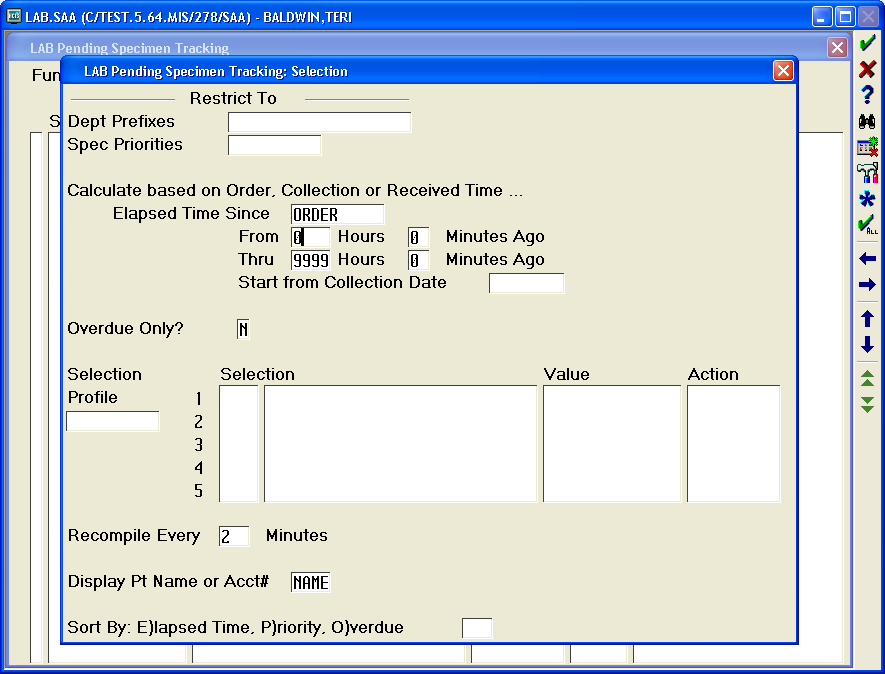 LAB.SAA (C/TEST.5.64.MIS/278/SAA) - BALDWIN,TERI
LAB Pending Specimen Tracking
Fun
LAB Pending Specimen Tracking: Selection
Restrict To
S
Dept Prefixes
Spec Priorities
Calculate based on Order, Collection or Received Time ...
Elapsed Time Since ORDER
From 0 Hours 0 Minutes Ago
Thru 9999 Hours 0 Minutes Ago
Start from Collection Date
Overdue Only? N
Selection Selection Value Action
Profile 1
2
3
4
5
Recompile Every 2 Minutes
Display Pt Name or Acct# NAME
Sort By: E)lapsed Time, P)riority, O)verdue
ALL